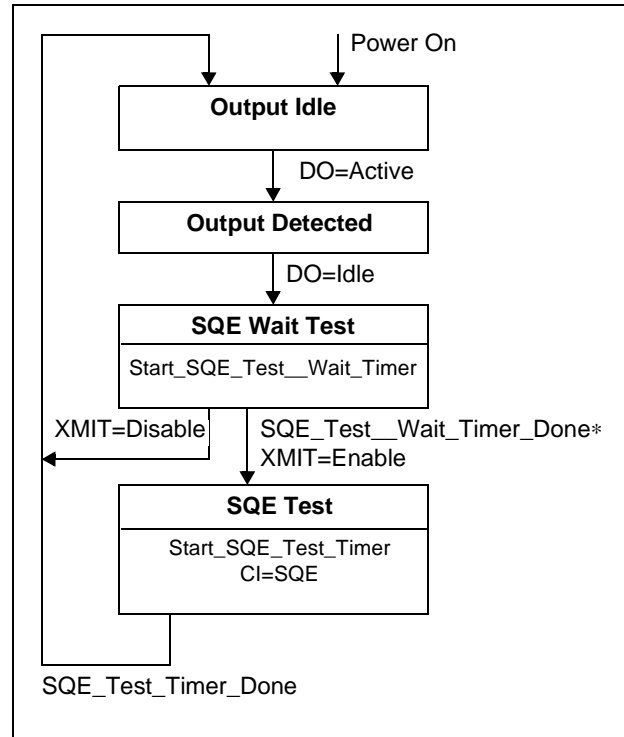 Power On
Output Idle
DO=Active
Output Detected
DO=Idle
SQE Wait Test
Start_SQE_Test__Wait_Timer
XMIT=Disable
SQE_Test__Wait_Timer_Done*
XMIT=Enable
SQE Test
Start_SQE_Test_Timer
CI=SQE
SQE_Test_Timer_Done